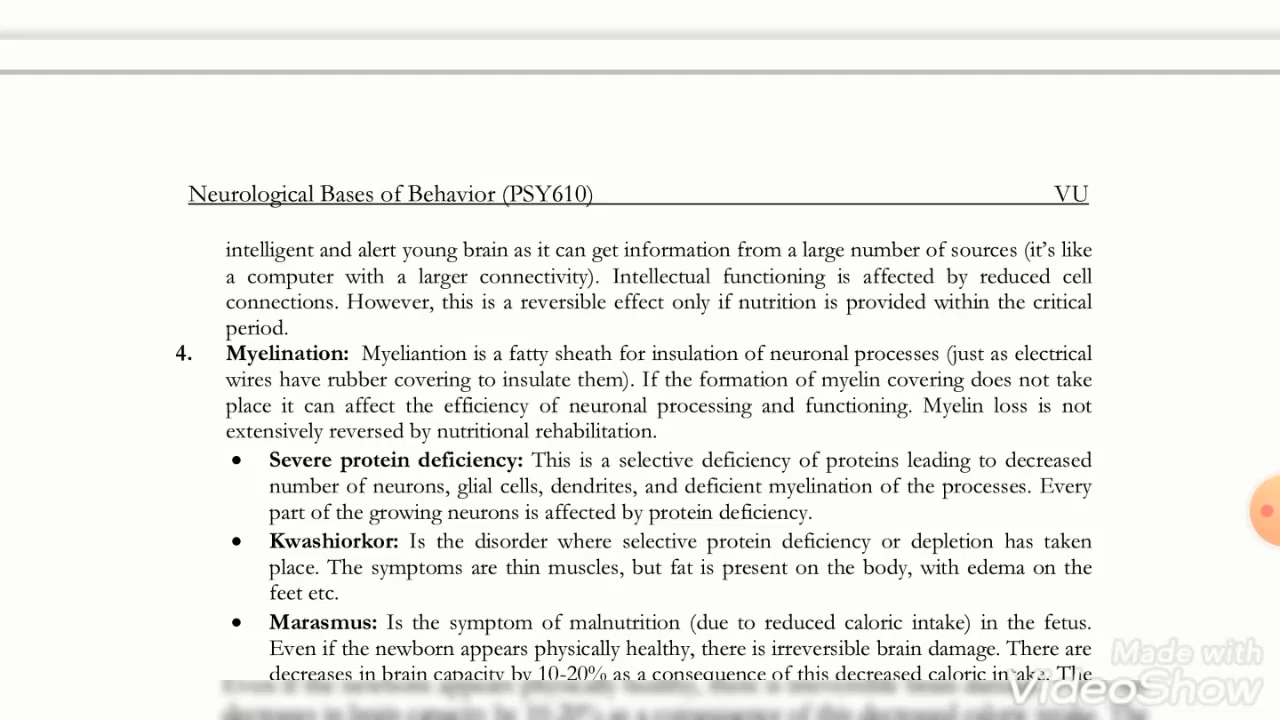 Neurological Bases of Behavior (PSY610) VU
intelligent and alert young brain as it can get information from a large number of sources (it's like
a computer with a larger connectivity). Intellectual functioning is affected by reduced cell
connections. However, this is a reversible effect only if nutrition is provided within the critical
period.
4. Myelination: Myeliantion is a fatty sheath for insulation of neuronal processes (just as electrical
wires have rubber covering to insulate them). If the formation of myelin covering does not take
place it can affect the efficiency of neuronal processing and functioning. Myelin loss is not
extensively reversed by nutritional rehabilitation.
• Severe protein deficiency: This is a selective deficiency of proteins leading to decreased
number of neurons, glial cells, dendrites, and deficient myelination of the processes. Every
part of the growing neurons is affected by protein deficiency.
• Kwashiorkor: Is the disorder where selective protein deficiency or depletion has taken
place. The symptoms are thin muscles, but fat is present on the body, with edema on the
feet etc.
• Marasmus: Is the symptom of malnutrition (due to reduced caloric intake) in the fetus.
Even if the newborn appears physically healthy, there is irreversible brain damage. There are
decreases in brain capacity by 10-20% as a consequence of this decreased caloric intake. The
Made with
VideoShow